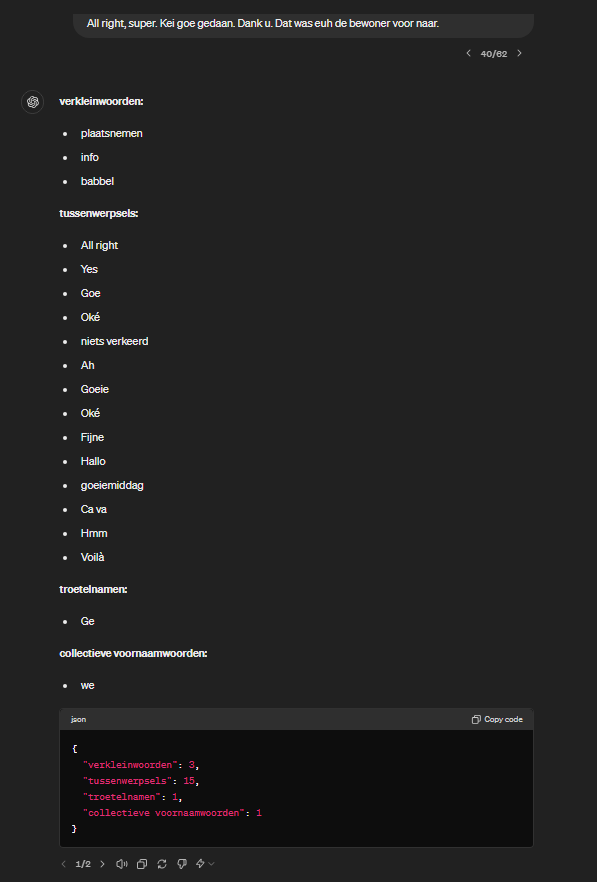 All right, super. Kei goe gedaan. Dank u. Dat was euh de bewoner voor naar.
40/62
verkleinwoorden:
plaatsnemen
info
babbel
tussenwerpsels:
All right
Yes
Goe
Oké
niets verkeerd
Ah
Goeie
Oké
Fijne
Hallo
goeiemiddag
Ca va
Hmm
Voilà
troetelnamen:
Ge
collectieve voornaamwoorden:
we
json
Copy code
{
"verkleinwoorden": 3,
"tussenwerpsels": 15,
"troetelnamen": 1,
"collectieve voornaamwoorden": 1
}
1/2